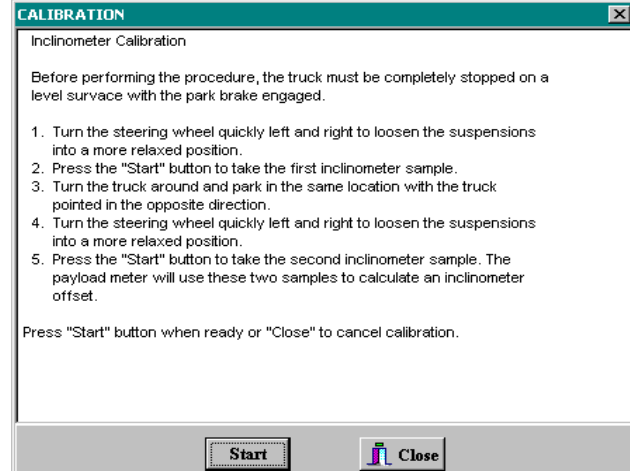 CALIBRATION
Inclinometer Calibration
Before performing the procedure, the truck must be completely stopped on a
level survace with the park brake engaged.
1. Turn the steering wheel quickly left and right to loosen the suspensions
into a more relaxed position.
2. Press the "Start" button to take the first inclinometer sample.
3. Turn the truck around and park in the same location with the truck
pointed in the opposite direction.
4. Turn the steering wheel quickly left and right to loosen the suspensions
into a more relaxed position.
5. Press the "Start" button to take the second inclinometer sample. The
payload meter will use these two samples to calculate an inclinometer
offset.
Press "Start" button when ready or "Close" to cancel calibration.
Start Close